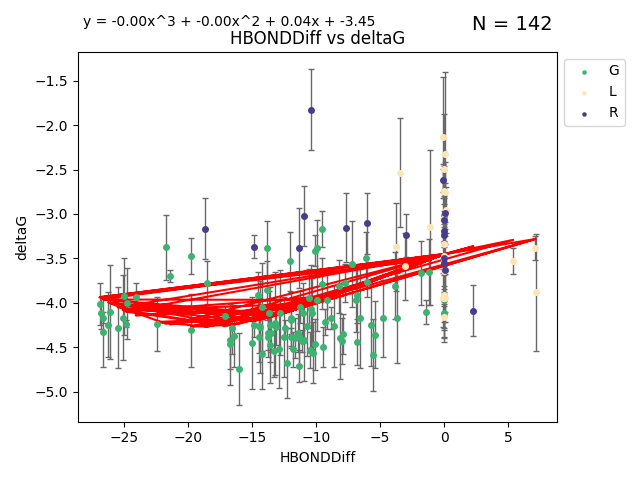 y = -0.00x^3 + -0.00x^2 + 0.04x + -3.45
N = 142
HBONDDiff vs deltaG
G
L
R
deltaG
−1.5
−2.0
−2.5
−3.0
−3.5
−4.0
−4.5
−5.0
−25 −20 −15 −10 −5 0 5
HBONDDiff